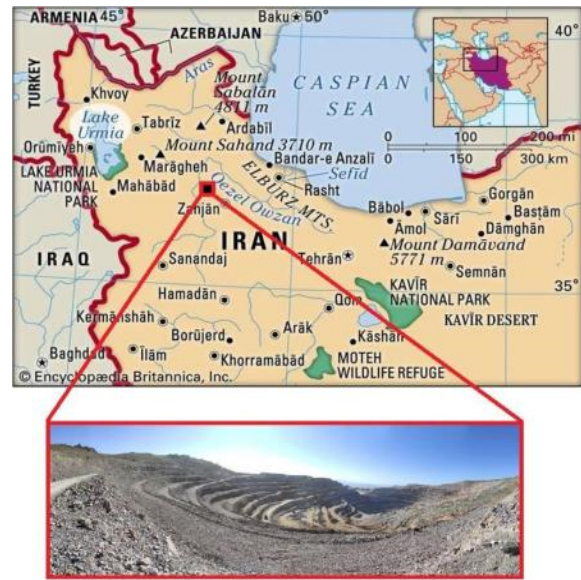 ARMENIA 45°
Baku 50°
40°
AZERBAIJAN
TURKEY
Aras
Khvoy
Mount
Sabalān
4811 m
CASPIAN
SEA
Lake
Urmia
Tabrīz
Ardabīl
0 100 200 mi
0 150 300 km
Orūmīyeh
Mount Sahand 3710 m
Bandar-e Anzalī
Marāgheh
Sefīd
LAKE URMIA
NATIONAL
PARK
Mahābād
Rasht
ELBURZ MTS.
Qezel Owzan
Zanjān
Gorgān
Bābol
Sārī
Basṭām
Āmol
Dāmghān
IRAN
Mount Damāvand
5771 m
IRAQ
Tehrān
Sanandaj
Semnān
35°
Hamadān
Qom
KAVĪR
NATIONAL PARK
Kermānshāh
Arāk
KAVĪR DESERT
Borūjerd
Kāshān
Baghdad
Īlām
Khorramābād
MOTEH
WILDLIFE REFUGE
© Encyclopædia Britannica, Inc.